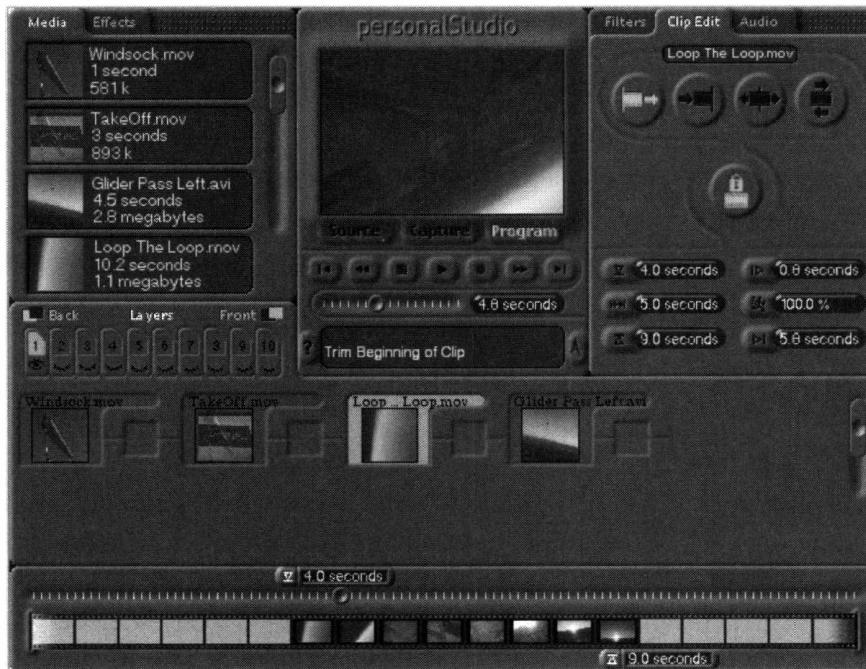 Media Effects
Windsock.mov
1 second
581 k
TakeOff.mov
3 seconds
893 k
Glider Pass Left.avi
4.5 seconds
2.8 megabytes
Loop The Loop.mov
10.2 seconds
1.1 megabytes
personalStudio
Source Capture Program
4.8 seconds
?
Trim Beginning of Clip
Filters Clip Edit Audio
Loop The Loop.mov
4.0 seconds 0.8 seconds
5.0 seconds 100.0 %
9.0 seconds 5.8 seconds
Back Layers Front
1 2 3 4 5 6 7 8 9 10
Windsock.mov TakeOff.mov Loop ... Loop.mov Glider Pass Left.avi
4.0 seconds
9.0 seconds